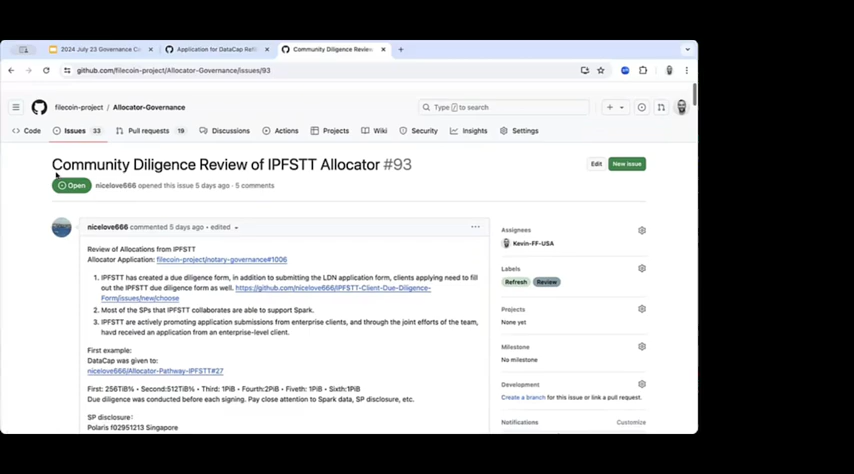 2024 July 23 Governance Ca
Application for DataCap Refi
Community Diligence Review
github.com/filecoin-project/Allocator-Governance/issues/93
filecoin-project / Allocator-Governance
Type / to search
Code
Issues 33
Pull requests 19
Discussions
Actions
Projects
Wiki
Security
Insights
Settings
Community Diligence Review of IPFSTT Allocator #93
Edit
New issue
Open
nicelove666 opened this issue 5 days ago · 5 comments
nicelove666 commented 5 days ago • edited
Review of Allocations from IPFSTT
Allocator Application: filecoin-project/notary-governance#1006
1. IPFSTT has created a due diligence form, in addition to submitting the LDN application form, clients applying need to fill
out the IPFSTT due diligence form as well. https://github.com/nicelove666/IPFSTT-Client-Due-Diligence-
Form/issues/new/choose
2. Most of the SPs that IPFSTT collaborates are able to support Spark.
3. IPFSTT are actively promoting application submissions from enterprise clients, and through the joint efforts of the team,
havd received an application from an enterprise-level client.
First example:
DataCap was given to:
nicelove666/Allocator-Pathway-IPFSTT#27
First: 256TiB% • Second:512TiB% • Third: 1PiB • Fourth:2PiB • Fiveth: 1PiB • Sixth:1PiB
Due diligence was conducted before each signing. Pay close attention to Spark data, SP disclosure, etc.
SP disclosure:
Polaris f02951213 Singapore
Assignees
Kevin-FF-USA
Labels
Refresh
Review
Projects
None yet
Milestone
No milestone
Development
Create a branch for this issue or link a pull request.
Notifications
Customize